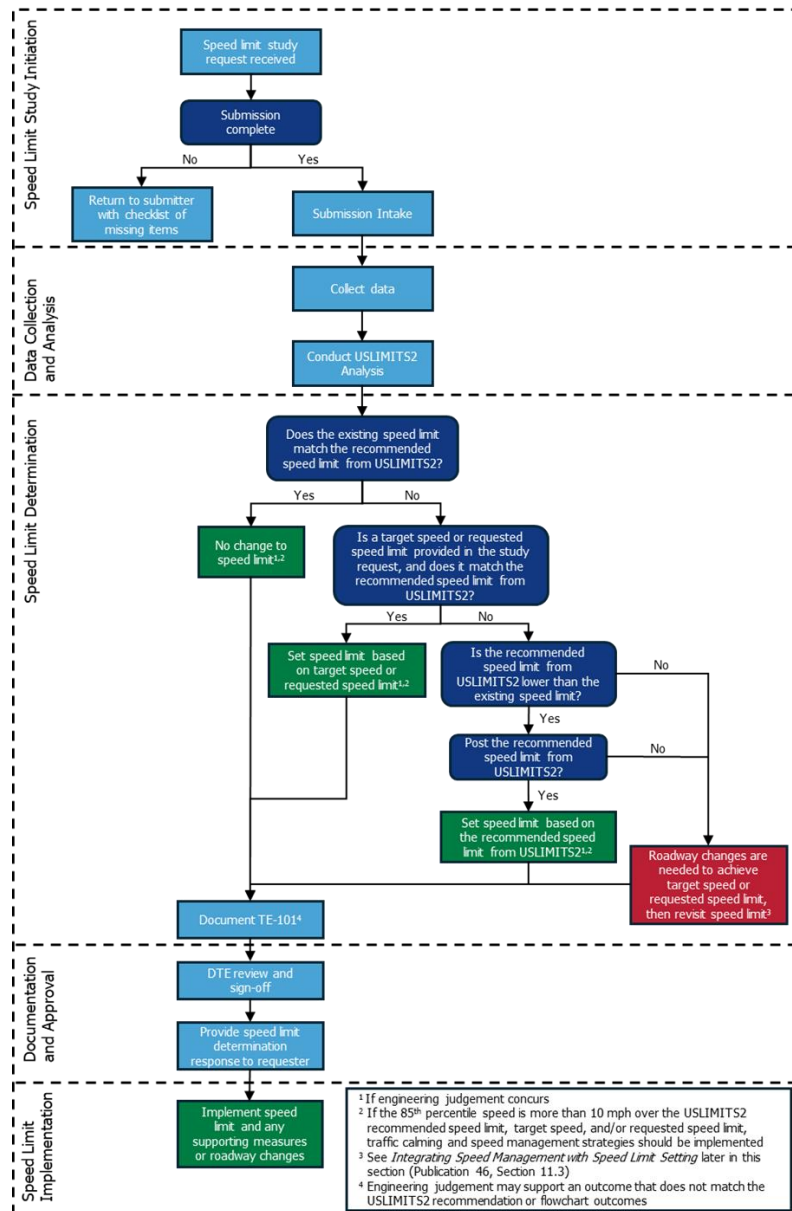 Speed Limit Study Initiation
Speed limit study
request received
Submission
complete
No
Yes
Return to submitter
with checklist of
missing items
Submission Intake
Data Collection
and Analysis
Collect data
Conduct USLIMITS2
Analysis
Speed Limit Determination
Does the existing speed limit
match the recommended
speed limit from USLIMITS2?
Yes
No
No change to
speed limit¹,²
Is a target speed or requested
speed limit provided in the study
request, and does it match the
recommended speed limit from
USLIMITS2?
Yes
No
Set speed limit based
on target speed or
requested speed limit¹,²
Is the recommended
speed limit from
USLIMITS2 lower than the
existing speed limit?
No
Yes
Post the recommended
speed limit from
USLIMITS2?
No
Yes
Set speed limit based on
the recommended speed
limit from USLIMITS2¹,²
Roadway changes are
needed to achieve
target speed or
requested speed limit,
then revisit speed limit³
Document TE-101⁴
Documentation
and Approval
DTE review and
sign-off
Provide speed limit
determination
response to requester
Speed Limit
Implementation
Implement speed
limit and any
supporting measures
or roadway changes
¹ If engineering judgement concurs
² If the 85th percentile speed is more than 10 mph over the USLIMITS2
recommended speed limit, target speed, and/or requested speed limit,
traffic calming and speed management strategies should be implemented
³ See Integrating Speed Management with Speed Limit Setting later in this
section (Publication 46, Section 11.3)
⁴ Engineering judgement may support an outcome that does not match the
USLIMITS2 recommendation or flowchart outcomes